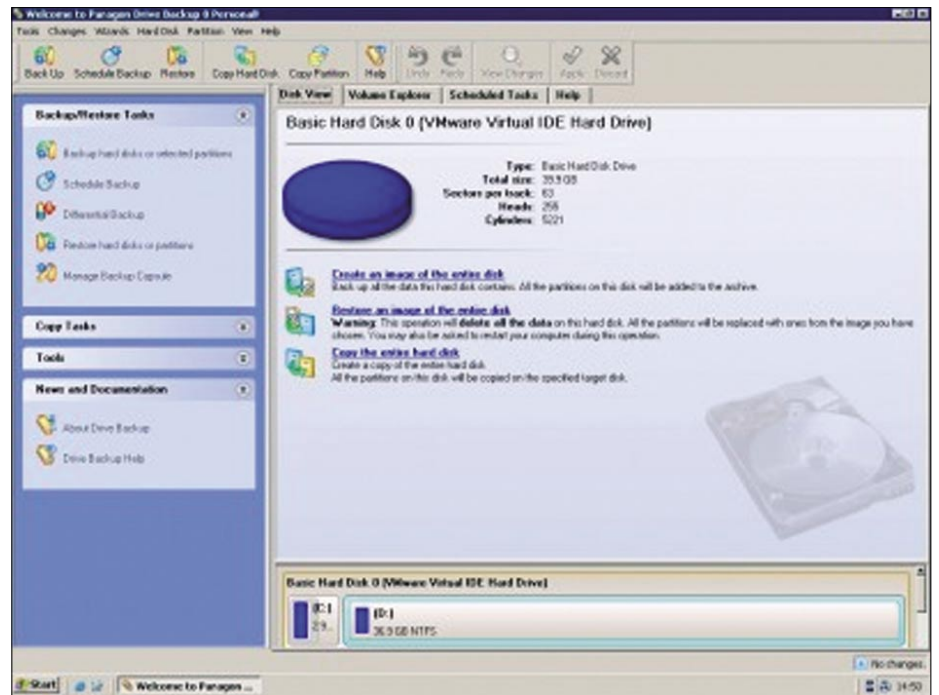 Welcome to Paragon Drive Backup 8 Personal!
Tools Changes Wizards Hard Disk Partition View Help
Back Up Schedule Backup Restore Copy Hard Disk Copy Partition Help Undo Redo View Changes Apply Discard
Disk View Volume Explorer Scheduled Tasks Help
Backup/Restore Tasks
Backup hard disks or selected partitions
Schedule Backup
Differential Backup
Restore hard disks or partitions
Manage Backup Capsule
Copy Tasks
Tools
News and Documentation
About Drive Backup
Drive Backup Help
Basic Hard Disk 0 (VMware Virtual IDE Hard Drive)
Type: Basic Hard Disk Drive
Total size: 39.9 GB
Sectors per track: 63
Heads: 255
Cylinders: 5221
Create an image of the entire disk
Back up all the data this hard disk contains. All the partitions on this disk will be added to the archive.
Restore an image of the entire disk
Warning: This operation will delete all the data on this hard disk. All the partitions will be replaced with ones from the image you have
chosen. You may also be asked to restart your computer during this operation.
Copy the entire hard disk
Create a copy of the entire hard disk.
All the partitions on this disk will be copied on the specified target disk.
Basic Hard Disk 0 (VMware Virtual IDE Hard Drive)
(C:)
2.9...
(D:)
36.9 GB NTFS
No changes.
Start Welcome to Paragon ... 14:50